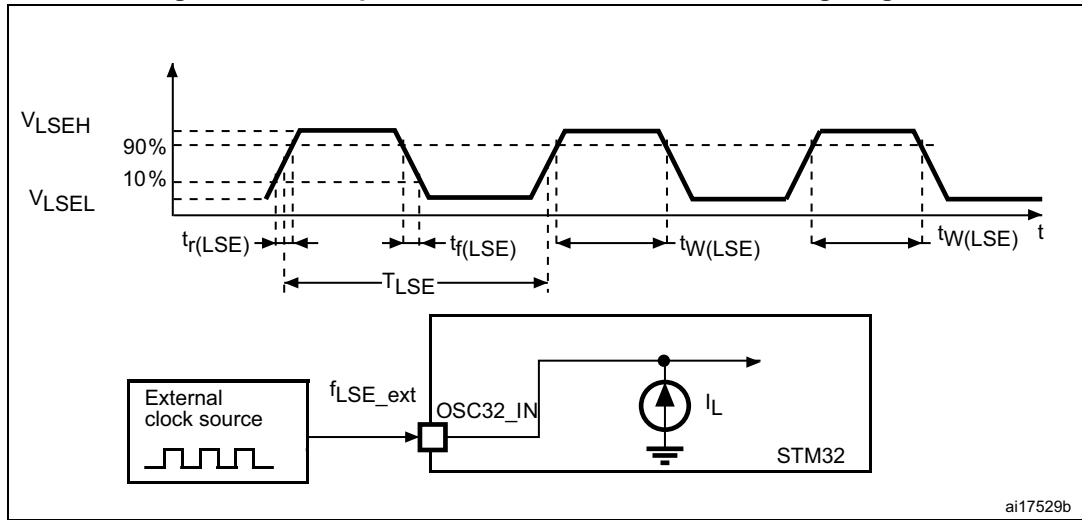 VLSEH
90%
10%
VLSEL
tr(LSE)
tf(LSE)
tW(LSE)
tW(LSE)
t
TLSE
External
clock source
fLSE_ext
OSC32_IN
IL
STM32
ai17529b